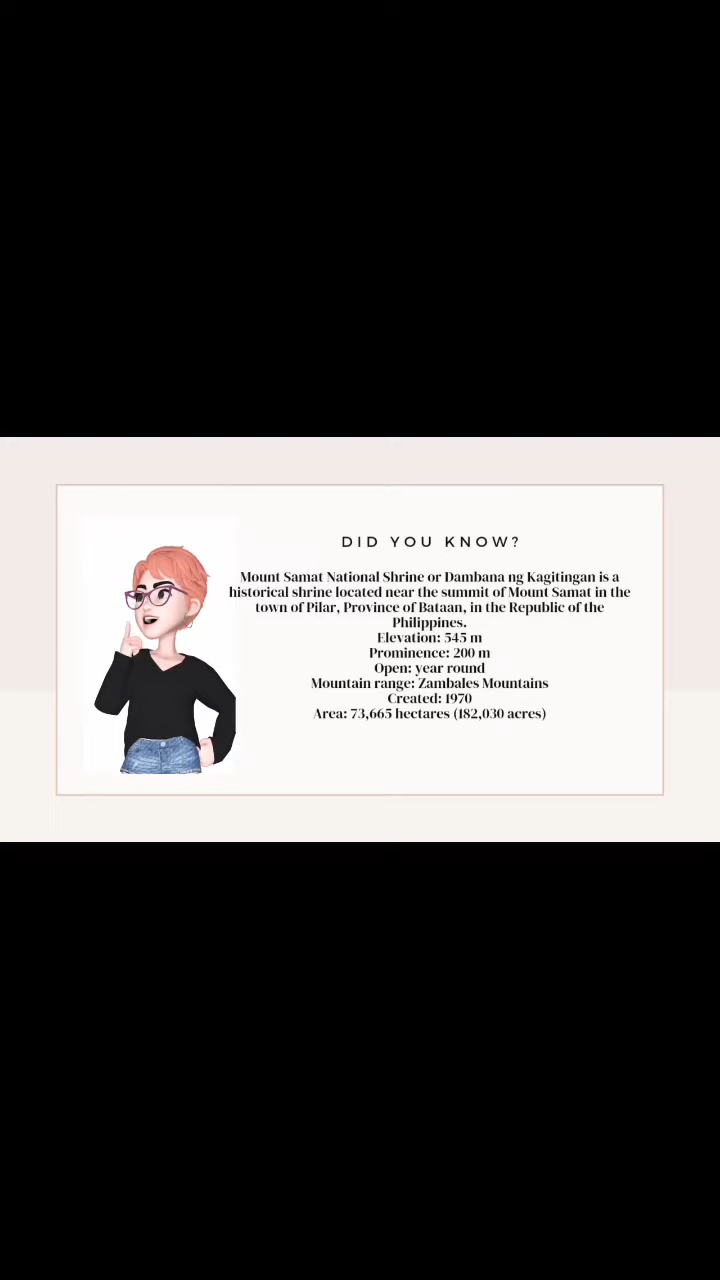 DID YOU KNOW?
Mount Samat National Shrine or Dambana ng Kagitingan is a
historical shrine located near the summit of Mount Samat in the
town of Pilar, Province of Bataan, in the Republic of the
Philippines.
Elevation: 545 m
Prominence: 200 m
Open: year round
Mountain range: Zambales Mountains
Created: 1970
Area: 73,665 hectares (182,030 acres)